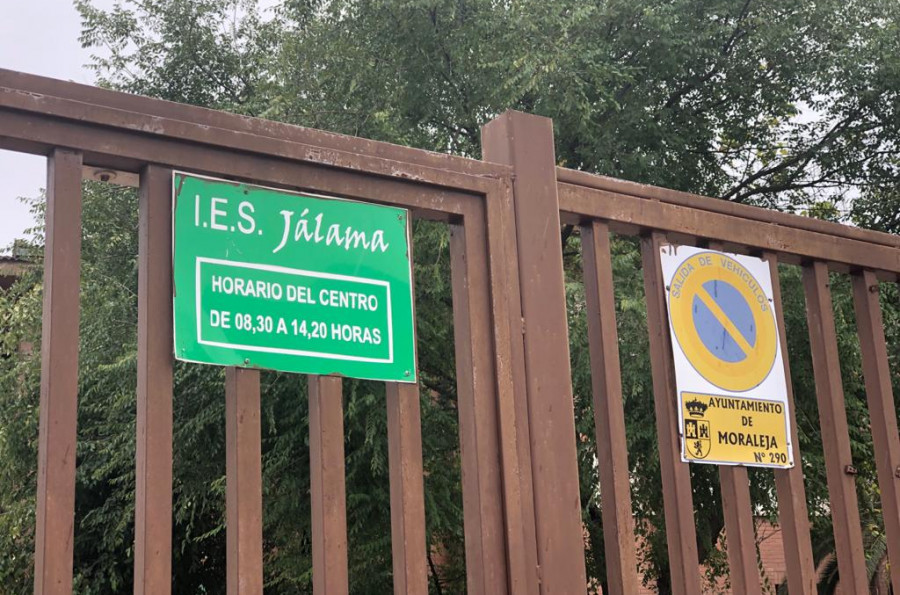 I.E.S. Jálama
HORARIO DEL CENTRO
DE 08,30 A 14,20 HORAS
SALIDA DE VEHICULOS
AYUNTAMIENTO
DE
MORALEJA
Nº 290